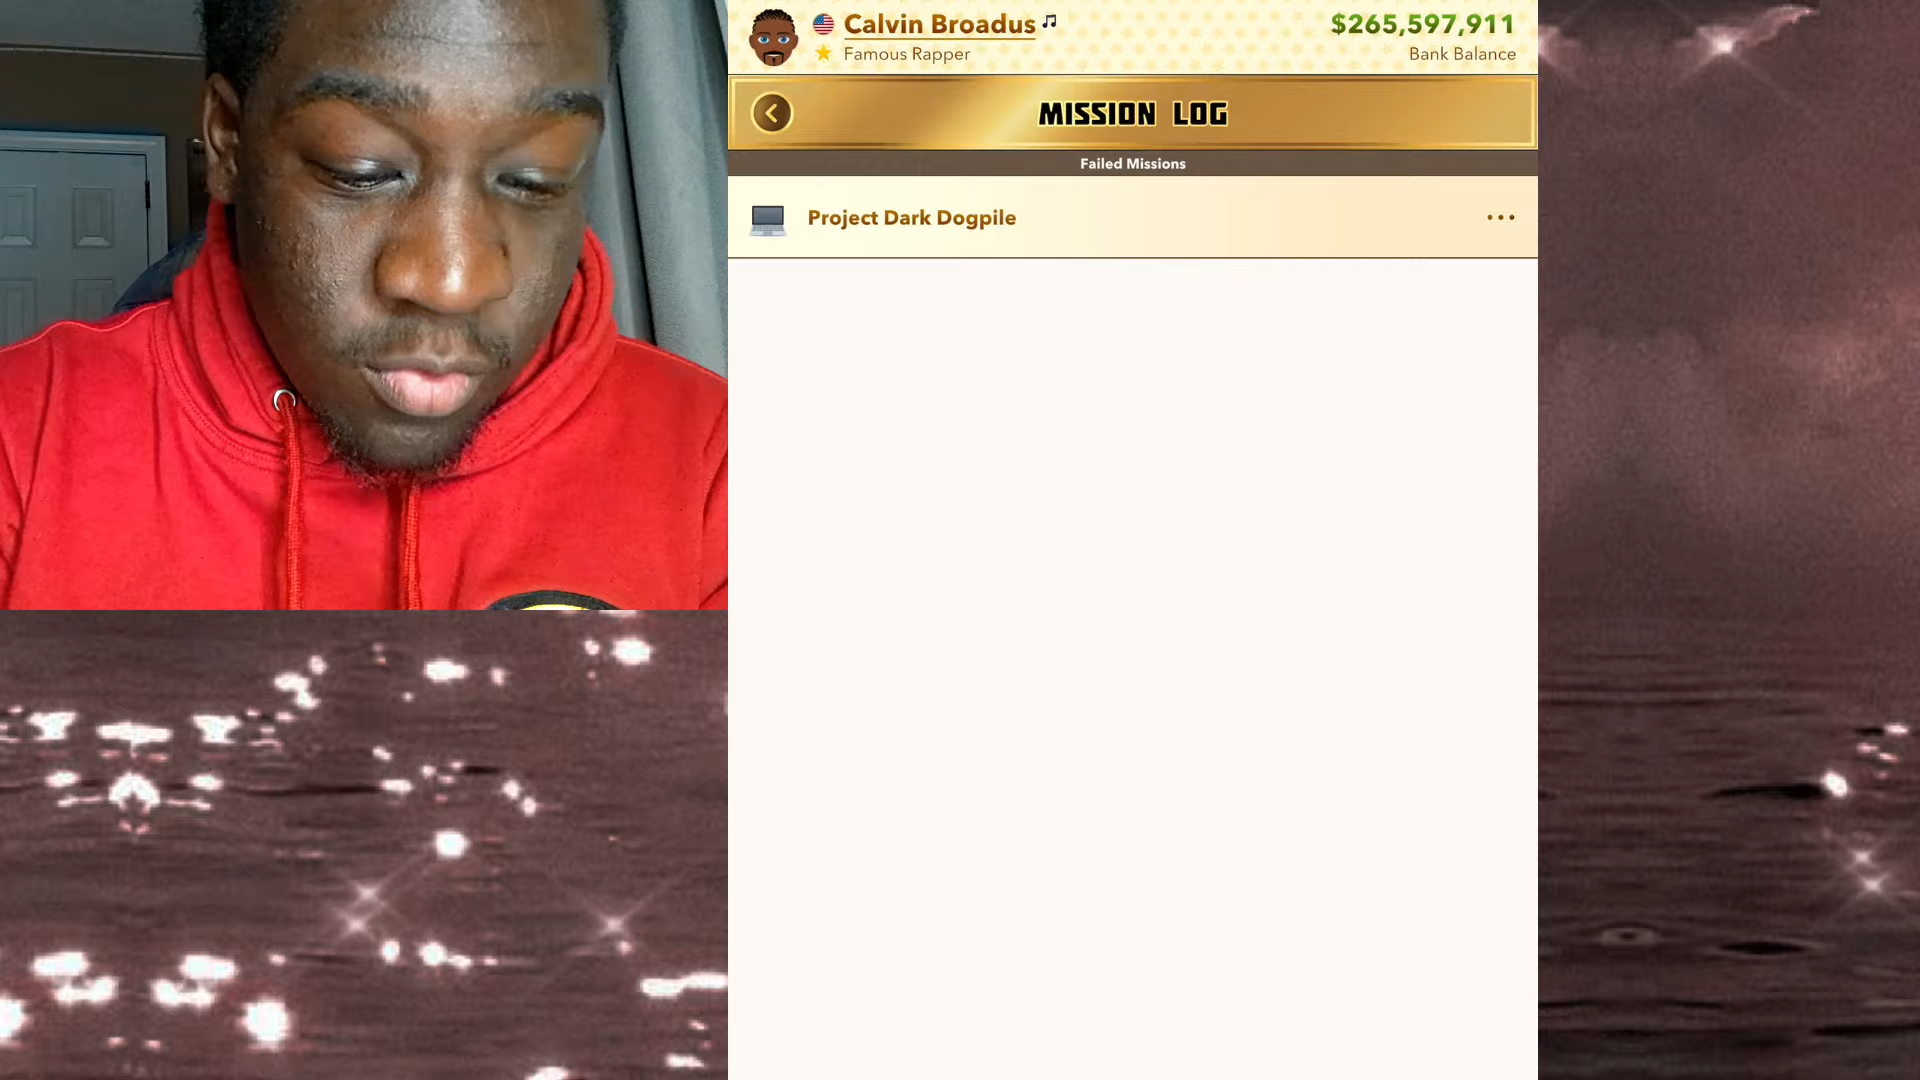 Calvin Broadus
$265,597,911
Famous Rapper
Bank Balance
MISSION LOG
Failed Missions
Project Dark Dogpile